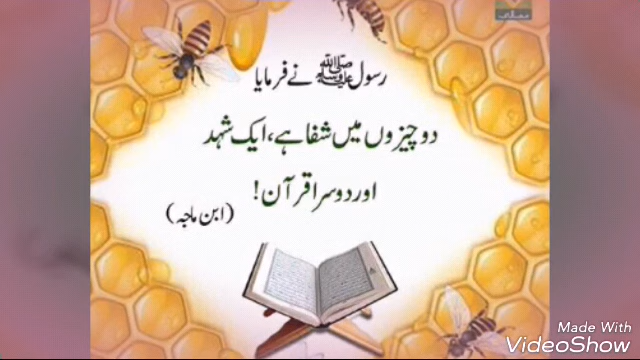 رسول ﷺ نے فرمایا
دو چیزوں میں شفا ہے، ایک شہد
اور دوسرا قرآن!
(ابن ماجہ)
Made With
VideoShow